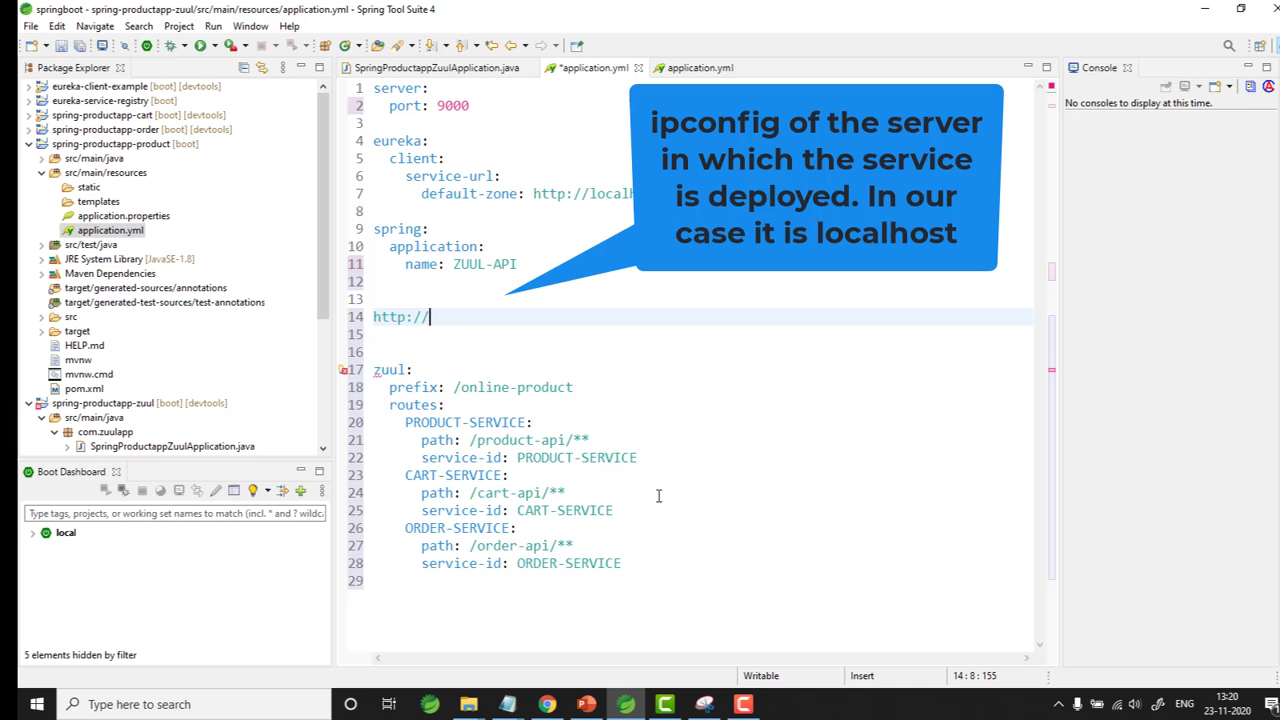 springboot - spring-productapp-zuul/src/main/resources/application.yml - Spring Tool Suite 4
File Edit Navigate Search Project Run Window Help
Package Explorer
eureka-client-example [boot] [devtools]
eureka-service-registry [boot] [devtools]
spring-productapp-cart [boot] [devtools]
spring-productapp-order [boot] [devtools]
spring-productapp-product [boot]
src/main/java
src/main/resources
static
templates
application.properties
application.yml
src/test/java
JRE System Library [JavaSE-1.8]
Maven Dependencies
target/generated-sources/annotations
target/generated-test-sources/test-annotations
src
target
HELP.md
mvnw
mvnw.cmd
pom.xml
spring-productapp-zuul [boot] [devtools]
src/main/java
com.zuulapp
SpringProductappZuulApplication.java
Boot Dashboard
Type tags, projects, or working set names to match (incl. * and ? wildc.
local
5 elements hidden by filter
SpringProductappZuulApplication.java
*application.yml
application.yml
1 server:
2 port: 9000
3
4 eureka:
5 client:
6 service-url:
7 default-zone: http://local
8
9 spring:
10 application:
11 name: ZUUL-API
12
13
14 http://
15
16
17 zuul:
18 prefix: /online-product
19 routes:
20 PRODUCT-SERVICE:
21 path: /product-api/**
22 service-id: PRODUCT-SERVICE
23 CART-SERVICE:
24 path: /cart-api/**
25 service-id: CART-SERVICE
26 ORDER-SERVICE:
27 path: /order-api/**
28 service-id: ORDER-SERVICE
29
ipconfig of the server
in which the service
is deployed. In our
case it is localhost
Console
No consoles to display at this time.
Writable Insert 14 : 8 : 155
Type here to search
ENG
13:20
23-11-2020